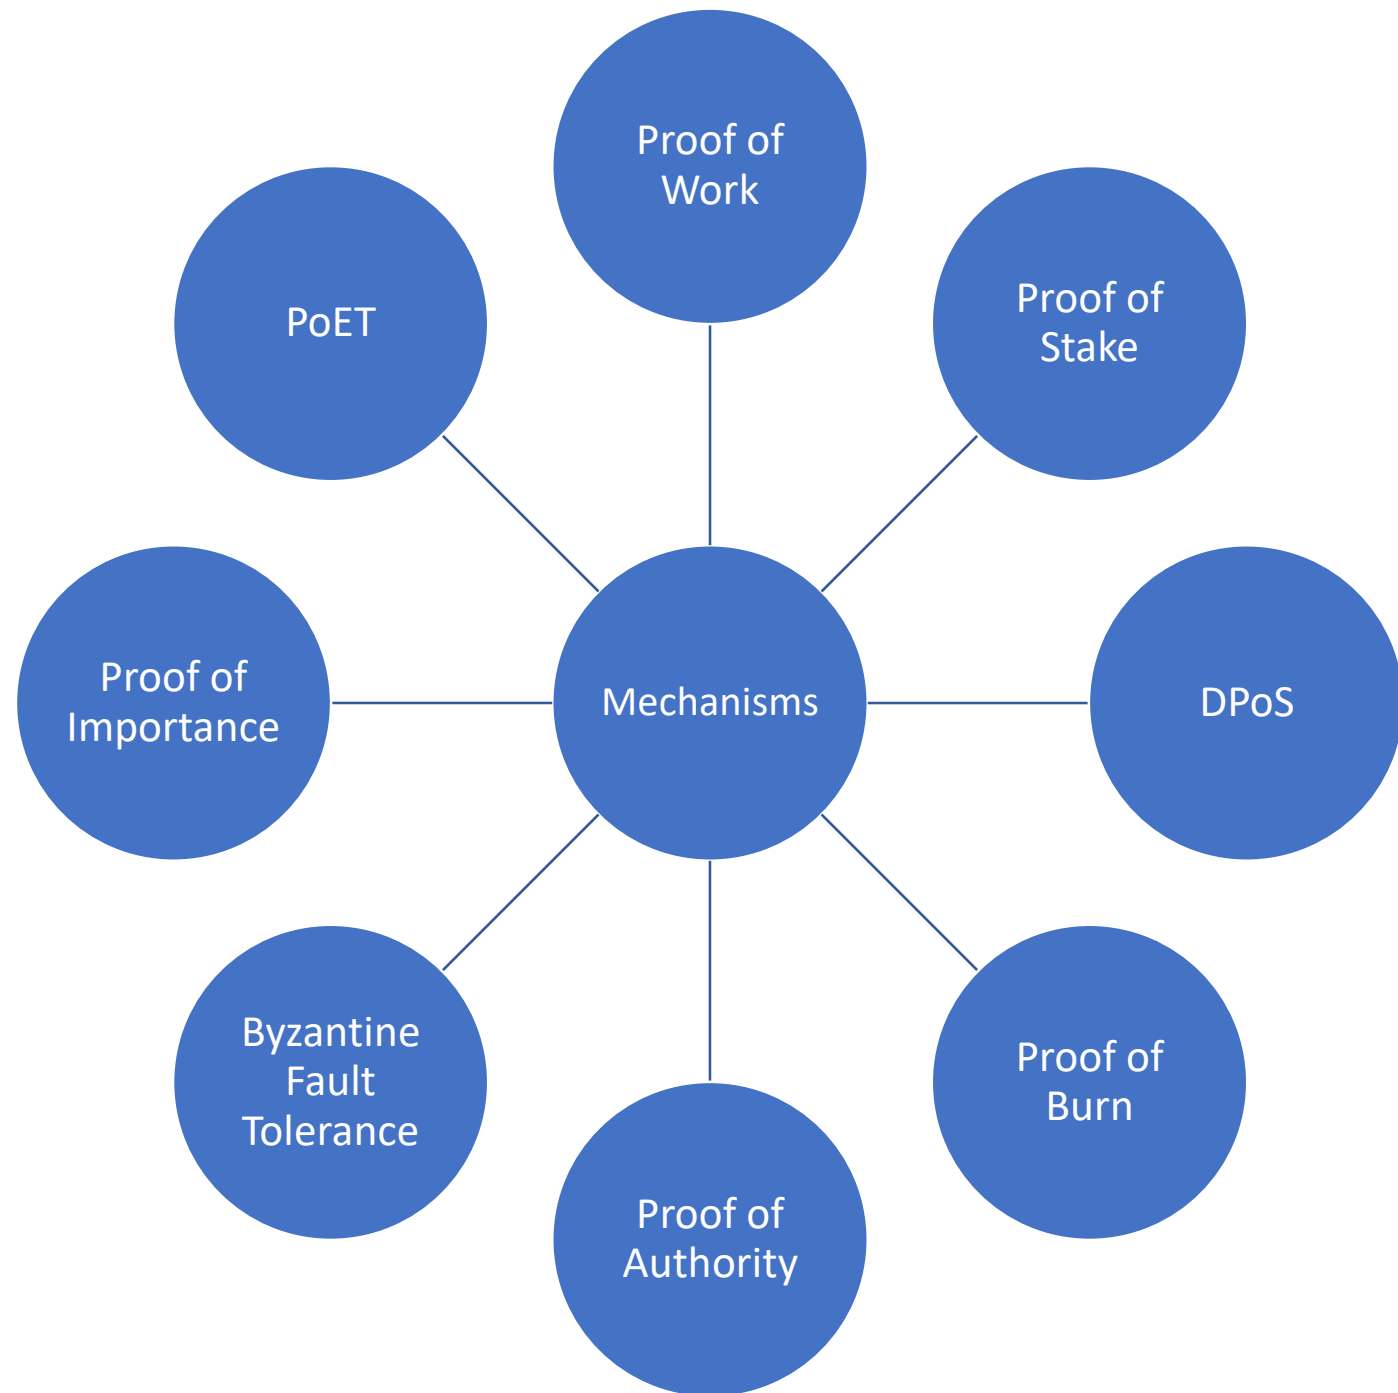 Proof of
Work
Proof of
Stake
DPoS
Proof of
Burn
Proof of
Authority
Byzantine
Fault
Tolerance
Proof of
Importance
PoET
Mechanisms